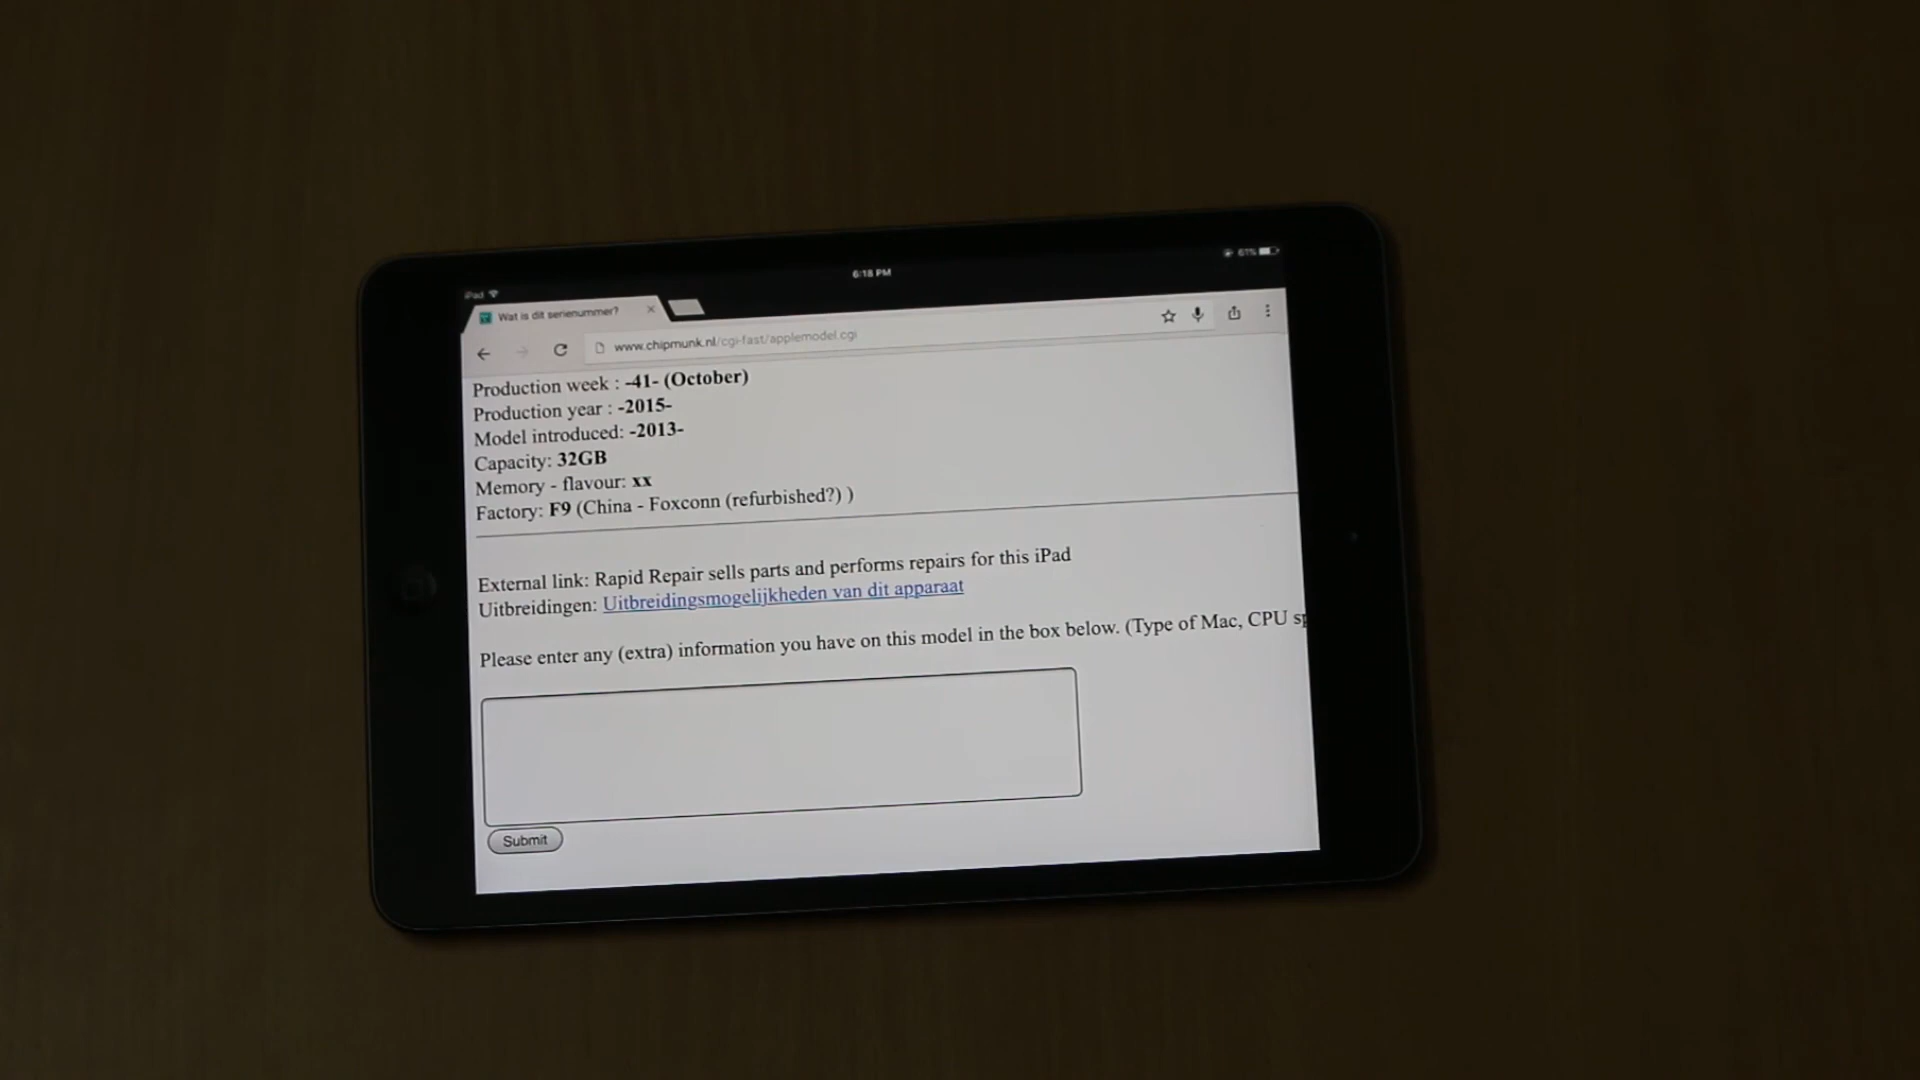 6:18 PM
61%
iPad
Wat is dit serienummer?
www.chipmunk.nl/cgi-fast/applemodel.cgi
Production week : -41- (October)
Production year : -2015-
Model introduced: -2013-
Capacity: 32GB
Memory - flavour: xx
Factory: F9 (China - Foxconn (refurbished?) )
External link: Rapid Repair sells parts and performs repairs for this iPad
Uitbreidingen: Uitbreidingsmogelijkheden van dit apparaat
Please enter any (extra) information you have on this model in the box below. (Type of Mac, CPU sp
Submit